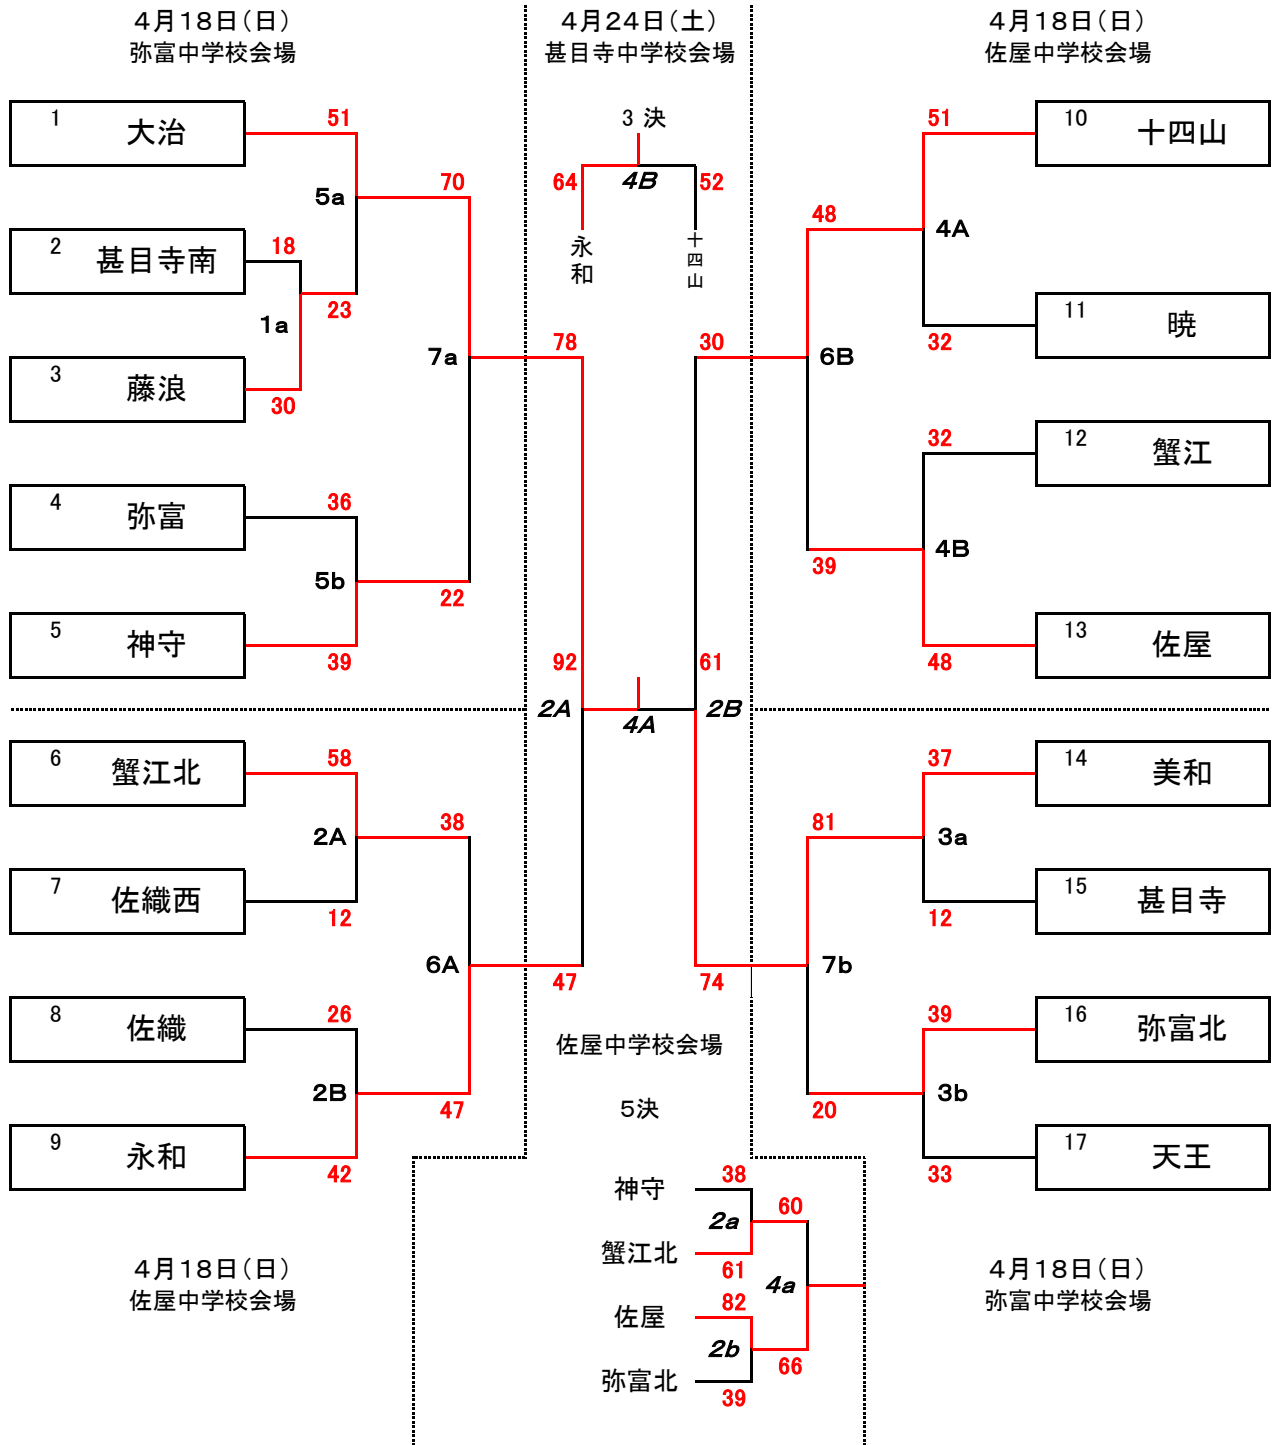 ４月１８日（日）
弥富中学校会場
４月２４日（土）
甚目寺中学校会場
４月１８日（日）
佐屋中学校会場
1 大治
51
5a
70
2 甚目寺南
18
1a
23
3 藤浪
30
7a
78
4 弥富
36
5b
22
5 神守
39
3 決
64
4B
52
永和
十四山
10 十四山
51
48
4A
11 暁
32
30
6B
12 蟹江
32
4B
39
13 佐屋
48
92
61
2A
4A
2B
6 蟹江北
58
2A
38
7 佐織西
12
6A
47
8 佐織
26
2B
47
9 永和
42
14 美和
37
81
3a
15 甚目寺
12
7b
74
16 弥富北
39
3b
20
17 天王
33
佐屋中学校会場
５決
神守
38
2a
60
蟹江北
61
4a
佐屋
82
2b
66
弥富北
39
４月１８日（日）
佐屋中学校会場
４月１８日（日）
弥富中学校会場